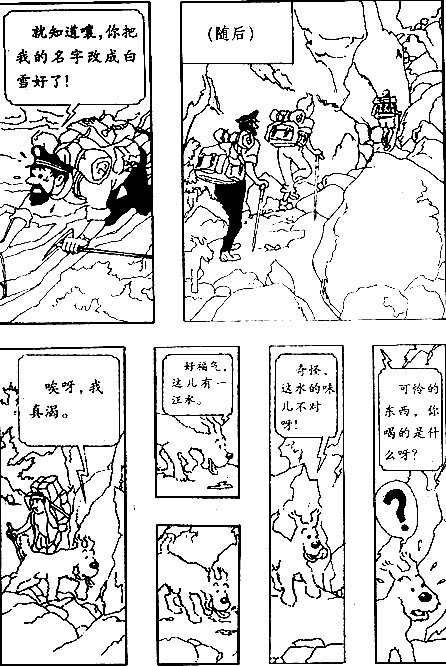 就知道嚷，你把
我的名字改成白
雪好了！
（随后）
唉呀，我
真渴。
好福气，
这儿有一
汪水。
奇怪，
这水的味
儿不对
呀！
可怜的
东西，你
喝的是什
么呀？
?